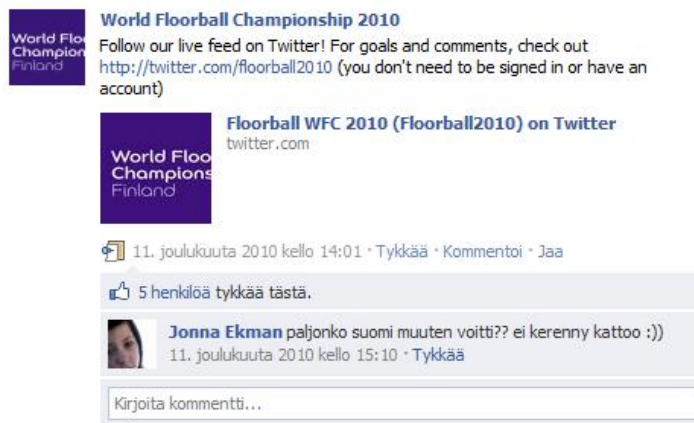 World Floorball Championship 2010
World Floo
Champion
Finland
Follow our live feed on Twitter! For goals and comments, check out
http://twitter.com/floorball2010 (you don't need to be signed in or have an
account)
World Floo
Champions
Finland
Floorball WFC 2010 (Floorball2010) on Twitter
twitter.com
11. joulukuuta 2010 kello 14:01 · Tykkää · Kommentoi · Jaa
5 henkilöä tykkää tästä.
Jonna Ekman paljonko suomi muuten voitti?? ei kerenny kattoo :))
11. joulukuuta 2010 kello 15:10 · Tykkää
Kirjoita kommentti...